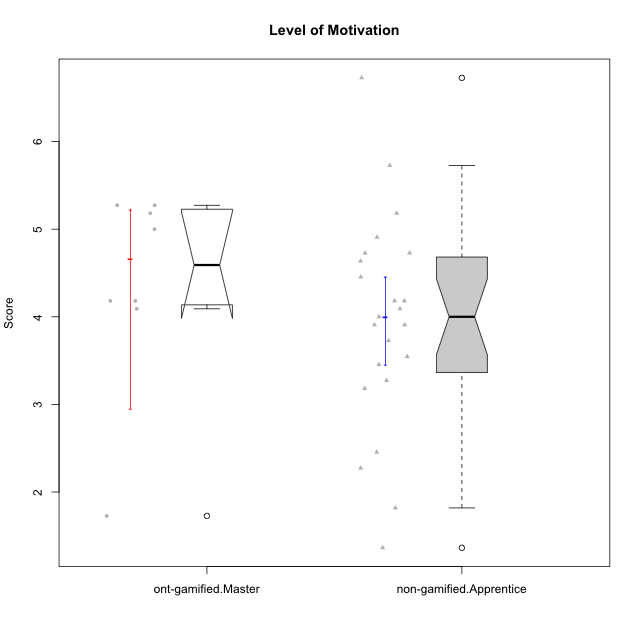 Level of Motivation
Score
6
5
4
3
2
ont-gamified.Master
non-gamified.Apprentice